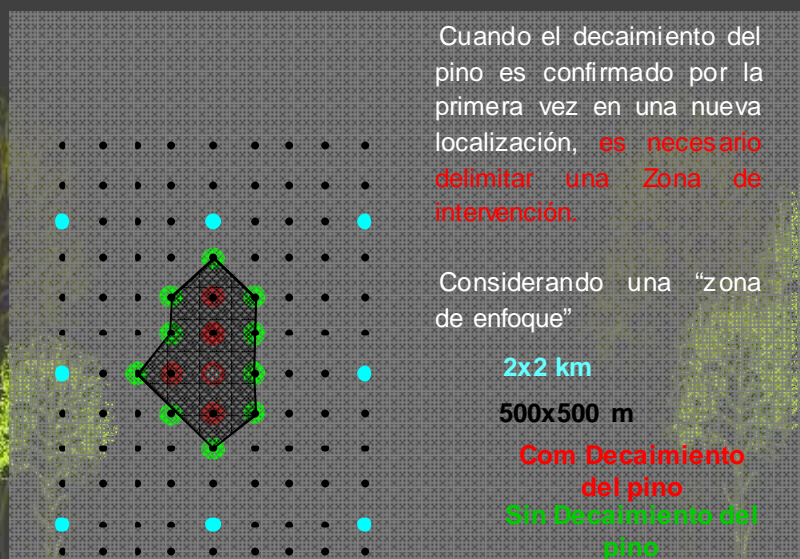 Cuando el decaimiento del
pino es confirmado por la
primera vez en una nueva
localización, es necesario
delimitar una Zona de
intervención.
Considerando una “zona
de enfoque”
2x2 km
500x500 m
Com Decaimiento
del pino
Sin Decaimiento del
pino